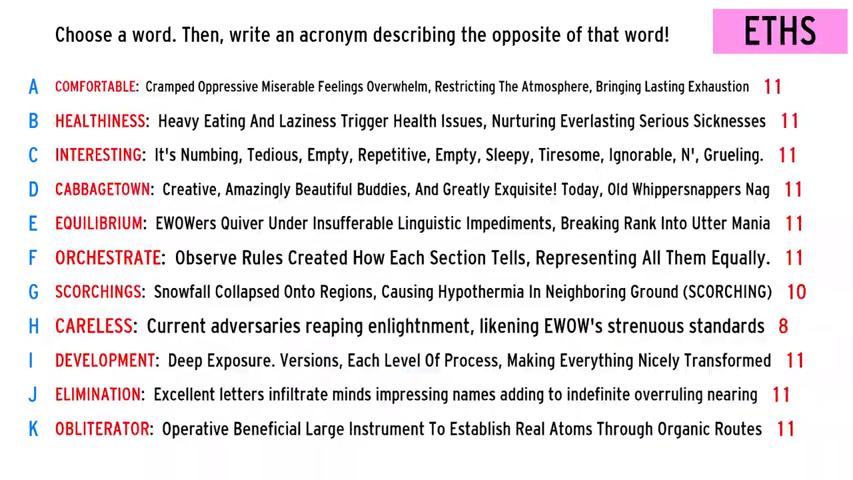 Choose a word. Then, write an acronym describing the opposite of that word!
ETHS
A COMFORTABLE: Cramped Oppressive Miserable Feelings Overwhelm, Restricting The Atmosphere, Bringing Lasting Exhaustion 11
B HEALTHINESS: Heavy Eating And Laziness Trigger Health Issues, Nurturing Everlasting Serious Sicknesses 11
C INTERESTING: It's Numbing, Tedious, Empty, Repetitive, Empty, Sleepy, Tiresome, Ignorable, N', Grueling. 11
D CABBAGETOWN: Creative, Amazingly Beautiful Buddies, And Greatly Exquisite! Today, Old Whippersnappers Nag 11
E EQUILIBRIUM: EWOWers Quiver Under Insufferable Linguistic Impediments, Breaking Rank Into Utter Mania 11
F ORCHESTRATE: Observe Rules Created How Each Section Tells, Representing All Them Equally. 11
G SCORCHINGS: Snowfall Collapsed Onto Regions, Causing Hypothermia In Neighboring Ground (SCORCHING) 10
H CARELESS: Current adversaries reaping enlightnment, likening EWOW's strenuous standards 8
I DEVELOPMENT: Deep Exposure. Versions, Each Level Of Process, Making Everything Nicely Transformed 11
J ELIMINATION: Excellent letters infiltrate minds impressing names adding to indefinite overruling nearing 11
K OBLITERATOR: Operative Beneficial Large Instrument To Establish Real Atoms Through Organic Routes 11